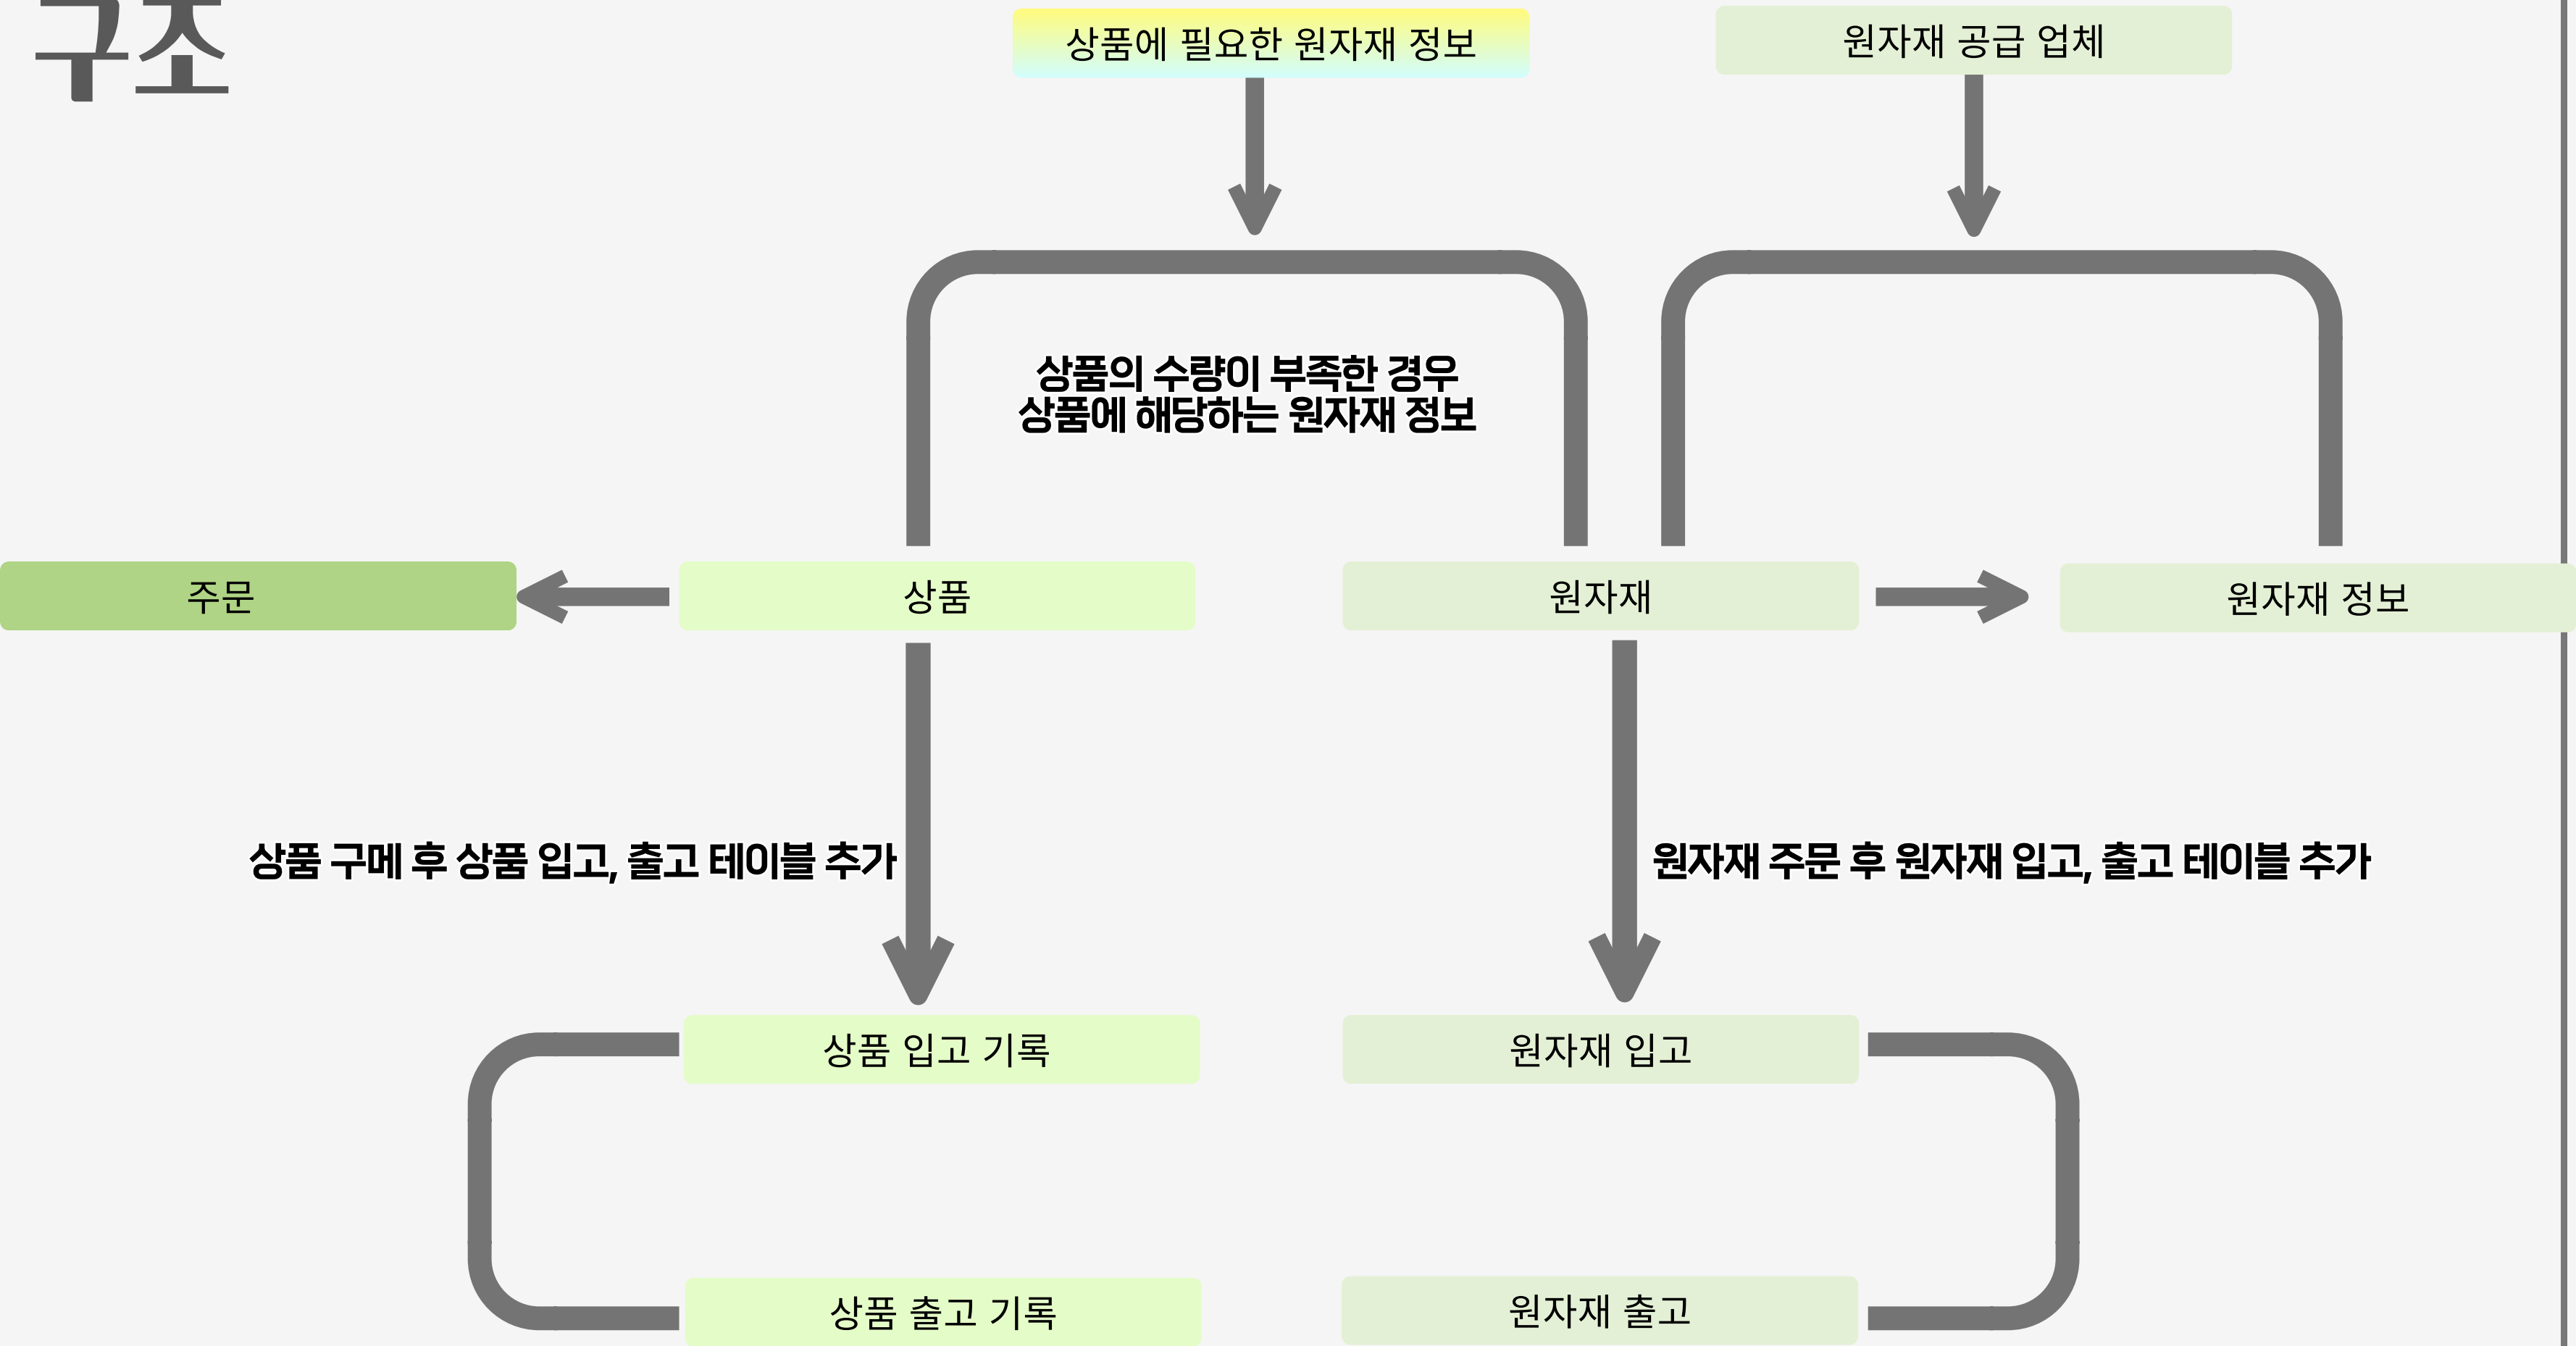 구조
상품에 필요한 원자재 정보
원자재 공급 업체
상품의 수량이 부족한 경우
상품에 해당하는 원자재 정보
주문
상품
원자재
원자재 정보
상품 구매 후 상품 입고, 출고 테이블 추가
원자재 주문 후 원자재 입고, 출고 테이블 추가
상품 입고 기록
원자재 입고
상품 출고 기록
원자재 출고